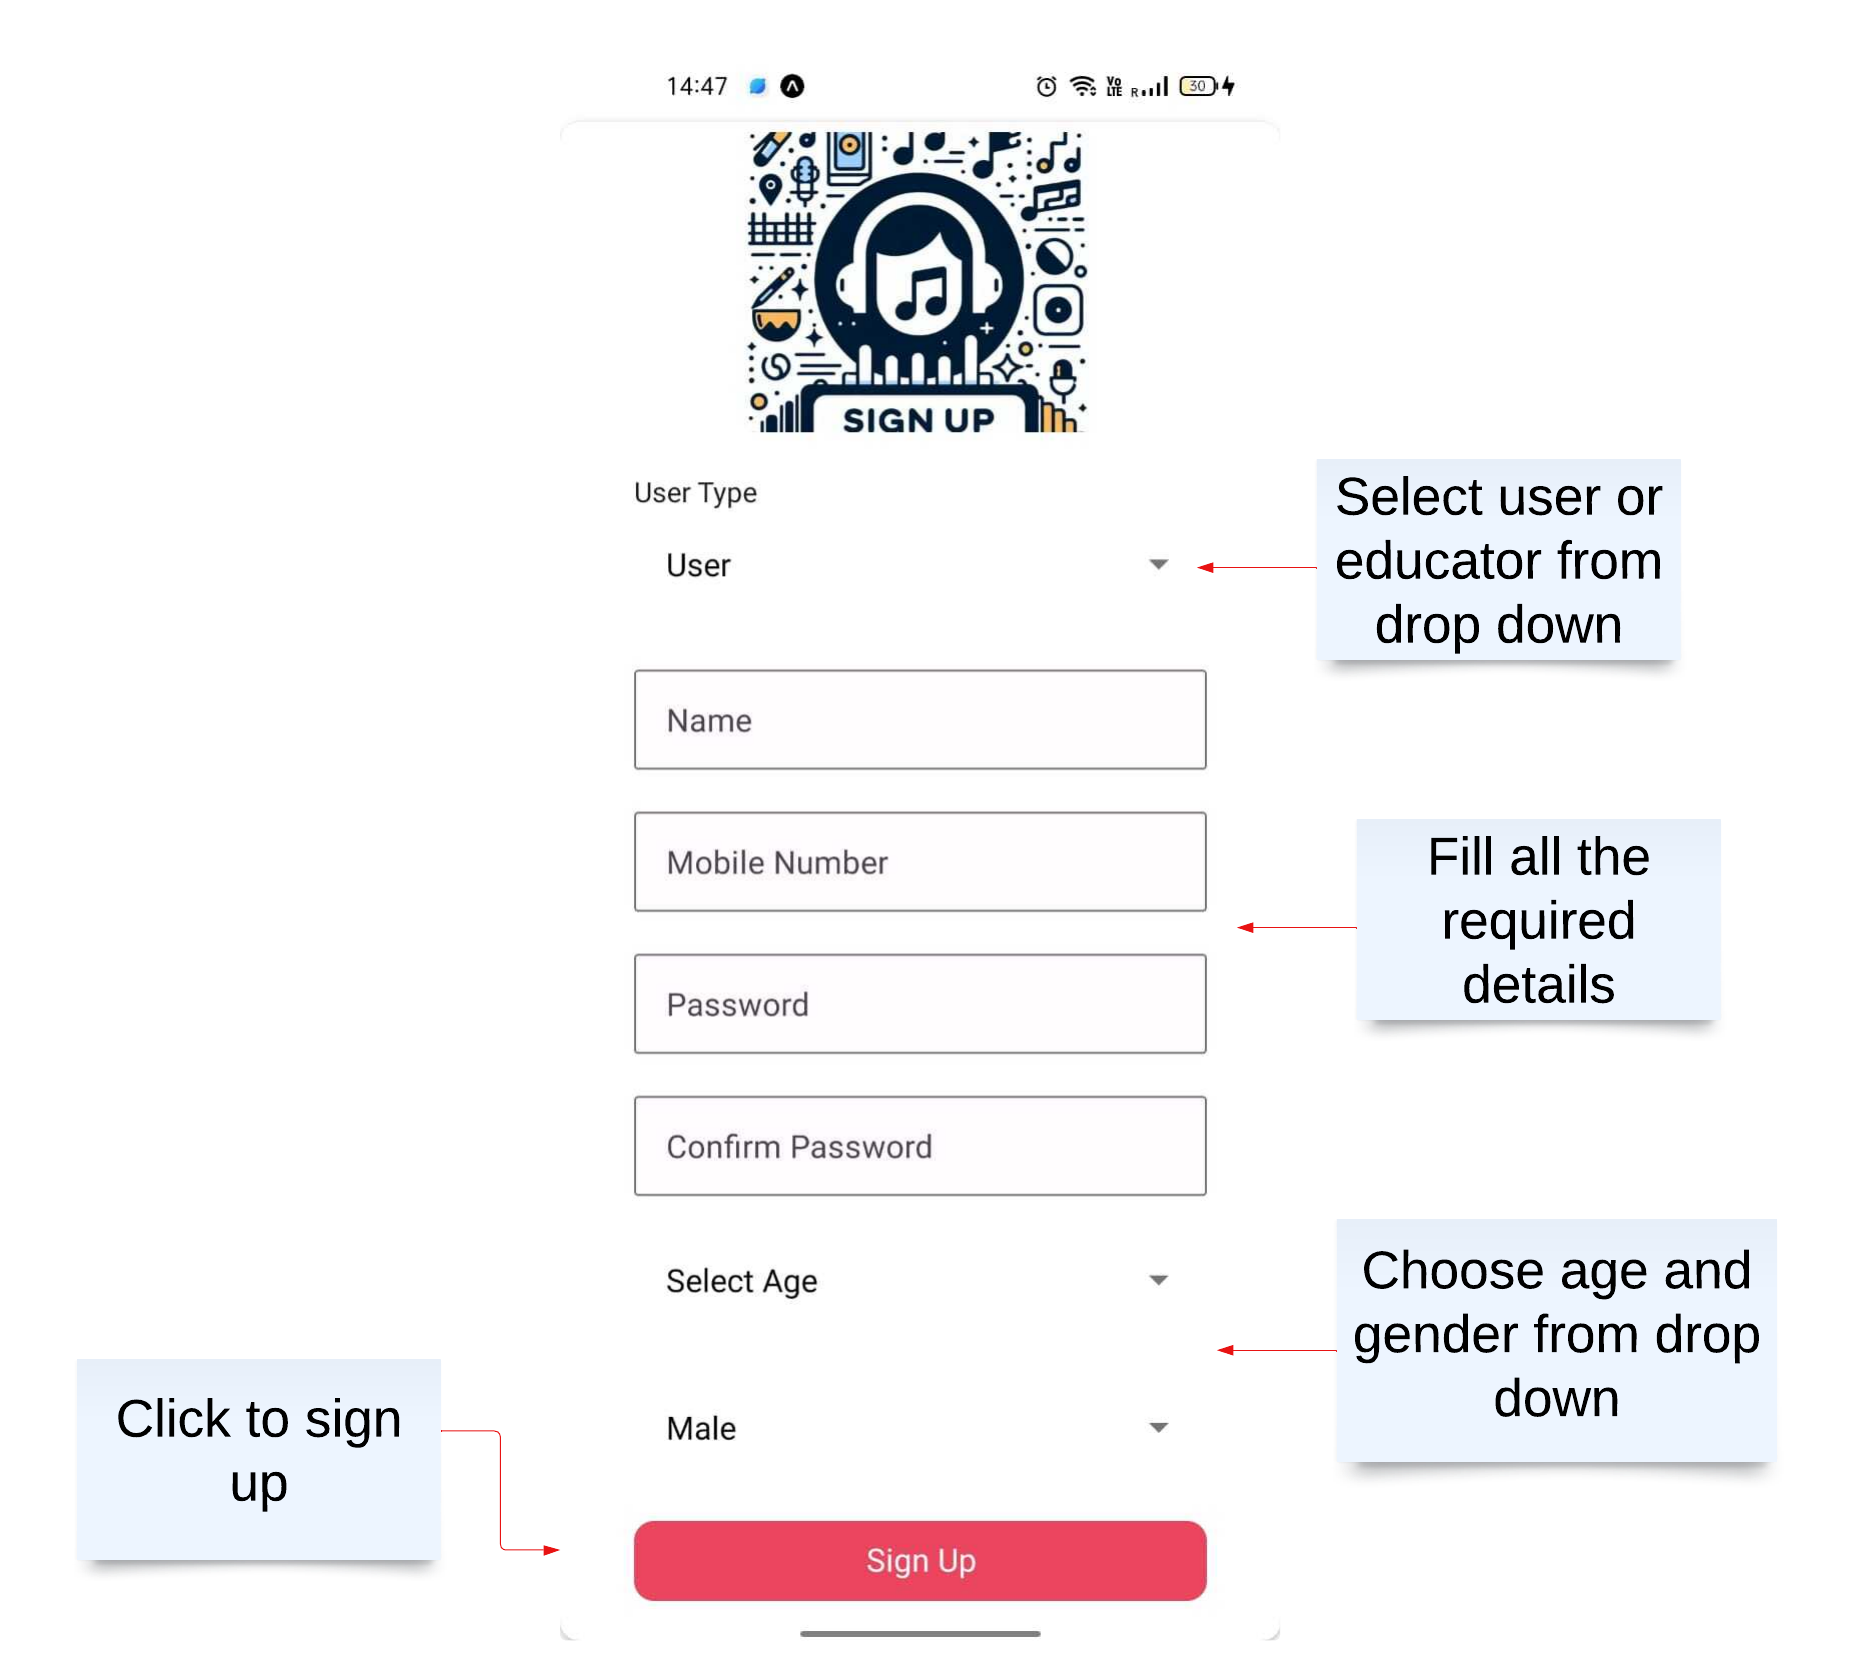 14:47
Vo
LTE R 30
SIGN UP
User Type
User
Select user or
educator from
drop down
Name
Mobile Number
Fill all the
required
details
Password
Confirm Password
Select Age
Choose age and
gender from drop
down
Male
Click to sign
up
Sign Up